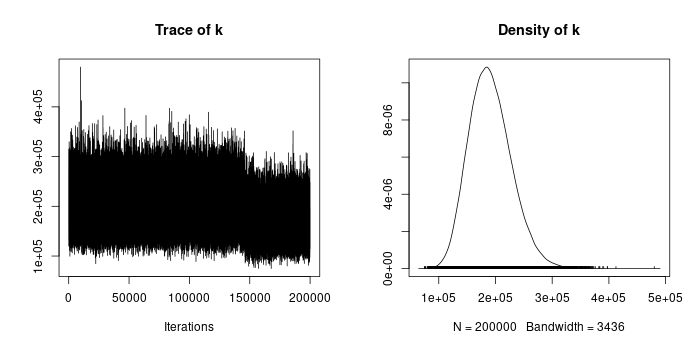 Trace of k
Density of k
4e+05
3e+05
2e+05
1e+05
0 50000 100000 150000 200000
Iterations
8e-06
4e-06
0e+00
1e+05 2e+05 3e+05 4e+05 5e+05
N = 200000 Bandwidth = 3436